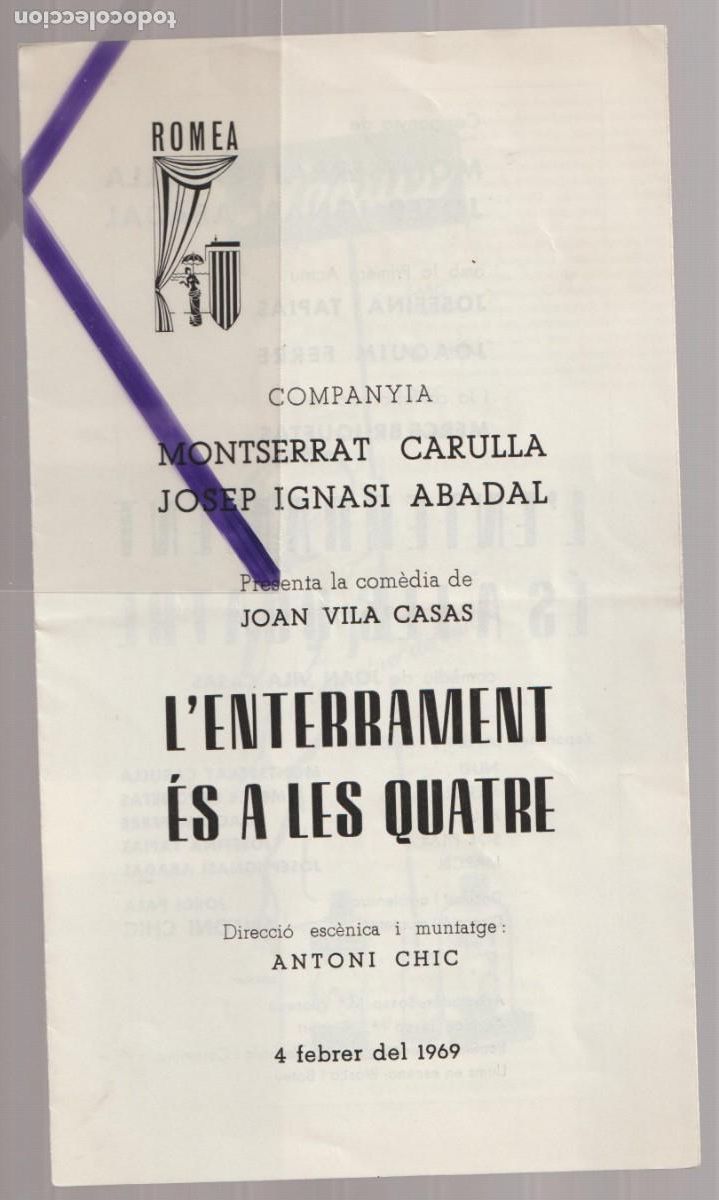 todocoleccion
ROMEA
COMPANYIA
MONTSERRAT CARULLA
JOSEP IGNASI ABADAL
Presenta la comèdia de
JOAN VILA CASAS
L'ENTERRAMENT
ÉS A LES QUATRE
Direcció escènica i muntatge:
ANTONI CHIC
4 febrer del 1969